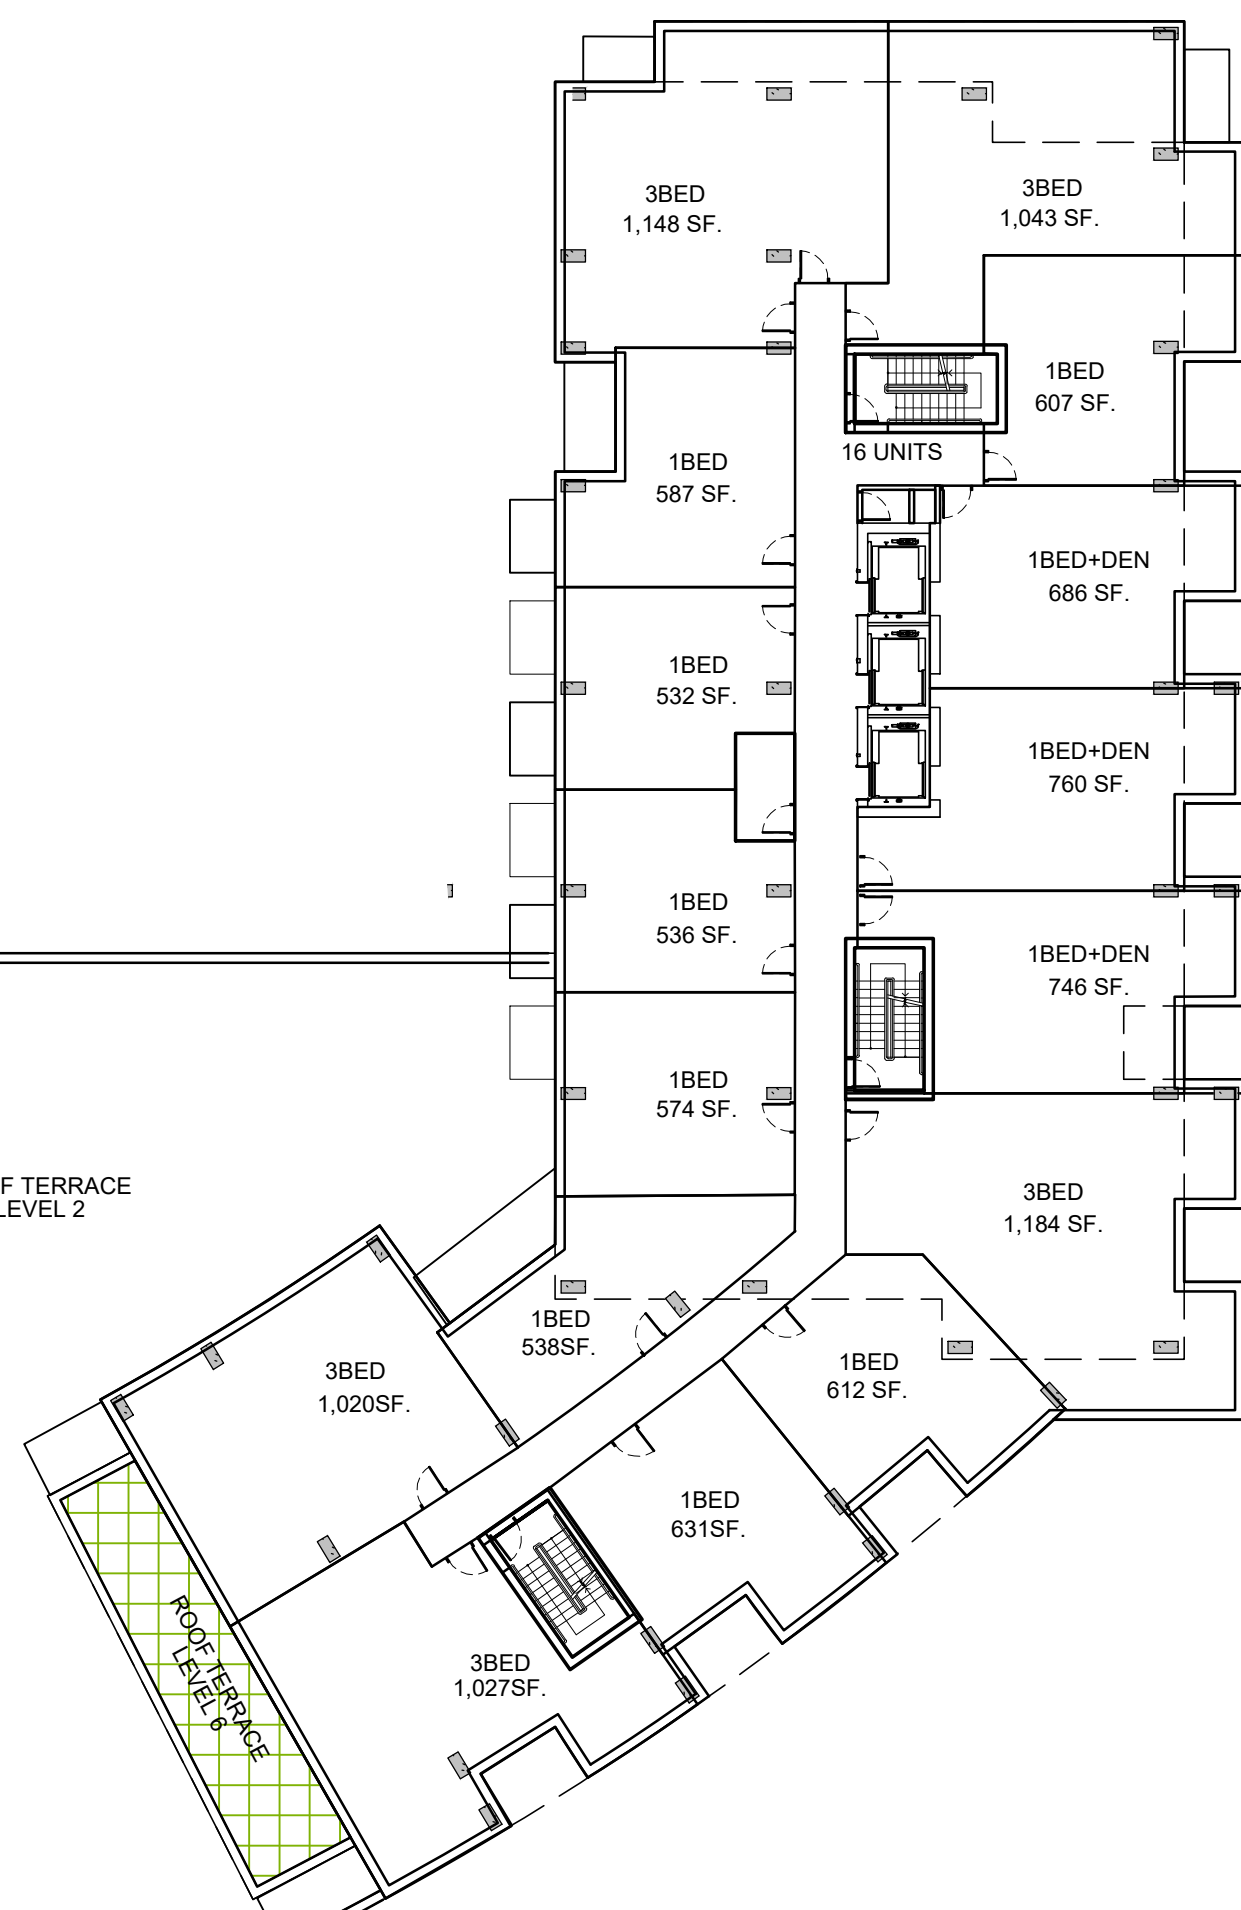 3BED
1,148 SF.
3BED
1,043 SF.
1BED
607 SF.
16 UNITS
1BED
587 SF.
1BED+DEN
686 SF.
1BED
532 SF.
1BED+DEN
760 SF.
1BED
536 SF.
1BED+DEN
746 SF.
1BED
574 SF.
F TERRACE
LEVEL 2
3BED
1,184 SF.
1BED
538SF.
3BED
1,020SF.
1BED
612 SF.
1BED
631SF.
ROOF TERRACE
LEVEL 6
3BED
1,027SF.